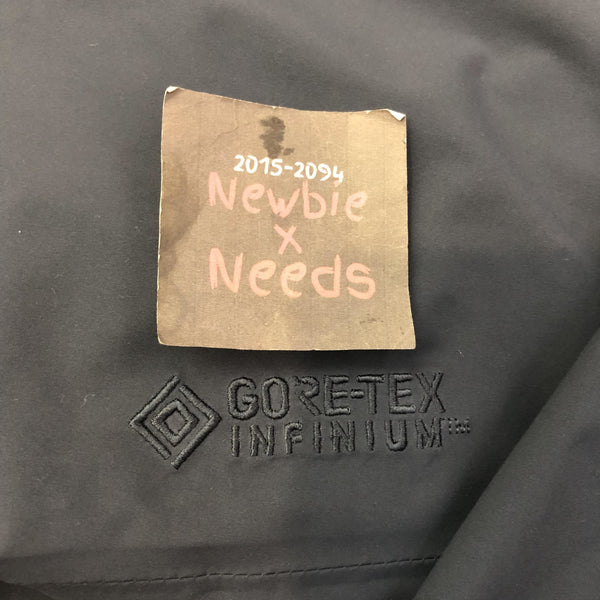 2015-2094
Newbie
x
Needs
GORE-TEX
INFINIUM™